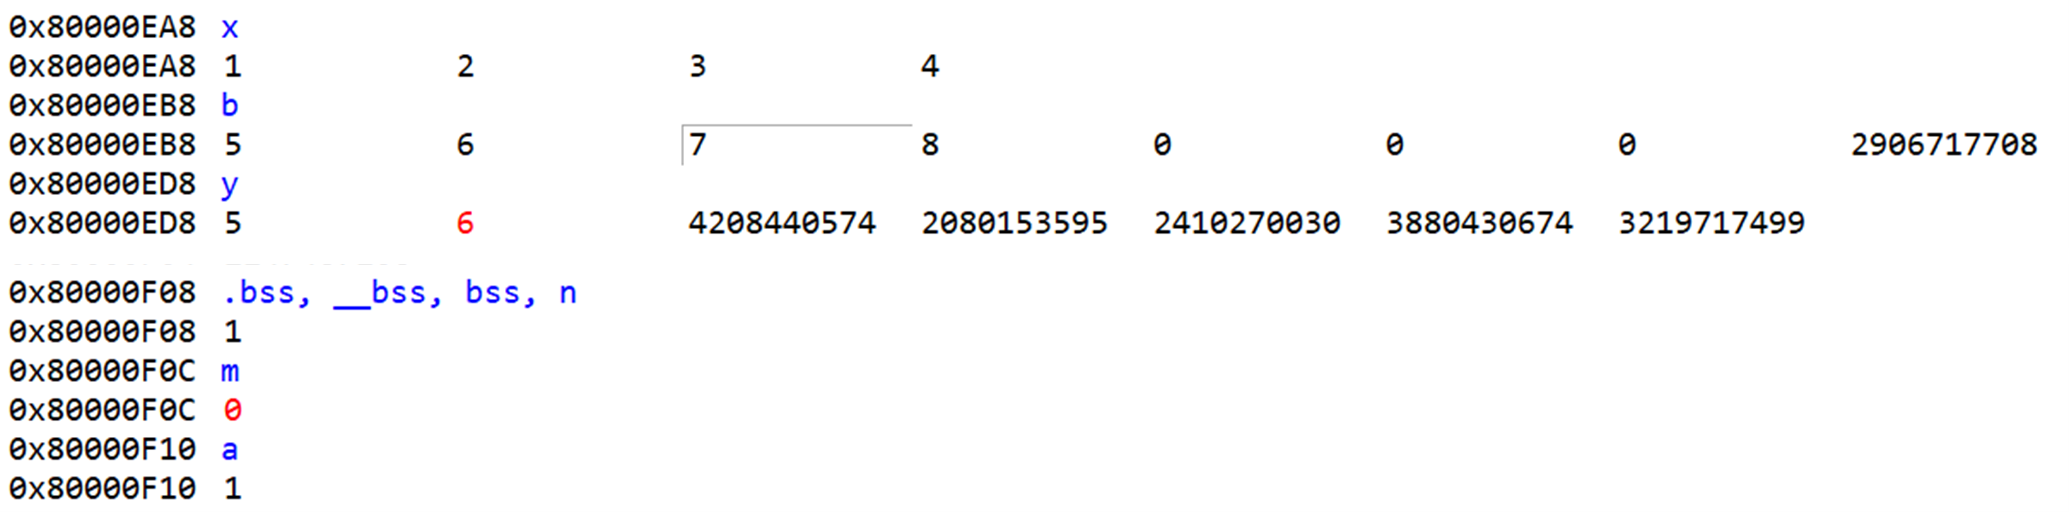 0x80000EA8 x
0x80000EA8 1 2 3 4
0x80000EB8 b
0x80000EB8 5 6 7 8 0 0 0 2906717708
0x80000ED8 y
0x80000ED8 5 6 4208440574 2080153595 2410270030 3880430674 3219717499
0x80000F08 .bss, __bss, bss, n
0x80000F08 1
0x80000F0C m
0x80000F0C 0
0x80000F10 a
0x80000F10 1